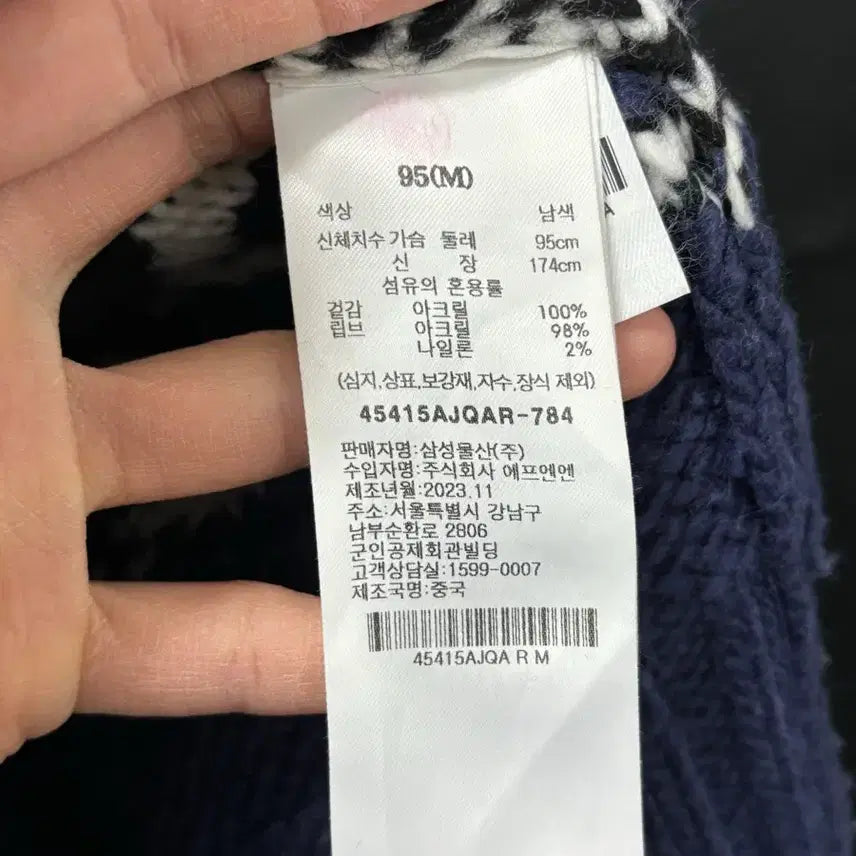 95(M)
색상 남색
신체치수 가슴 둘레 95cm
신 장 174cm
섬유의 혼용률
겉감 아크릴 100%
립브 아크릴 98%
나일론 2%
(심지,상표,보강재,자수,장식 제외)
45415AJQAR-784
판매자명:삼성물산(주)
수입자명:주식회사 에프엔엔
제조년월:2023.11
주소:서울특별시 강남구
남부순환로 2806
군인공제회관빌딩
고객상담실:1599-0007
제조국명:중국
45415AJQA R M
A